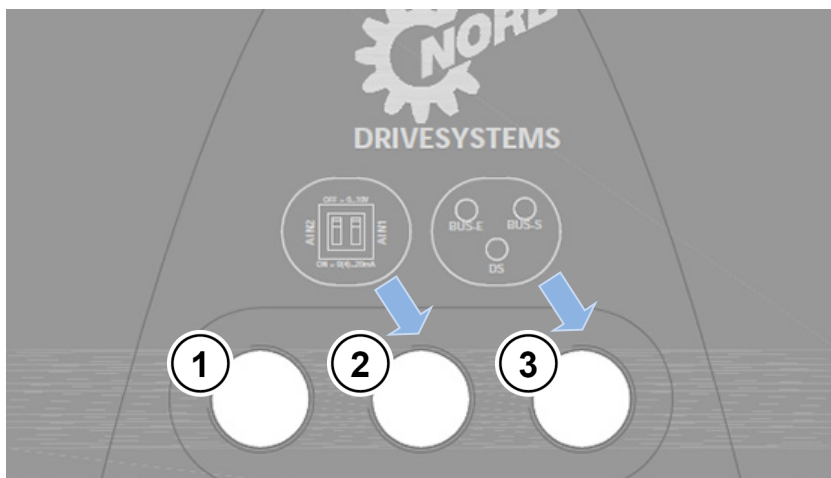 NORD
DRIVESYSTEMS
OFF = 0..10V
AIN2
AIN1
ON = 0(4)..20mA
BUS-E
BUS-S
DS
1
2
3